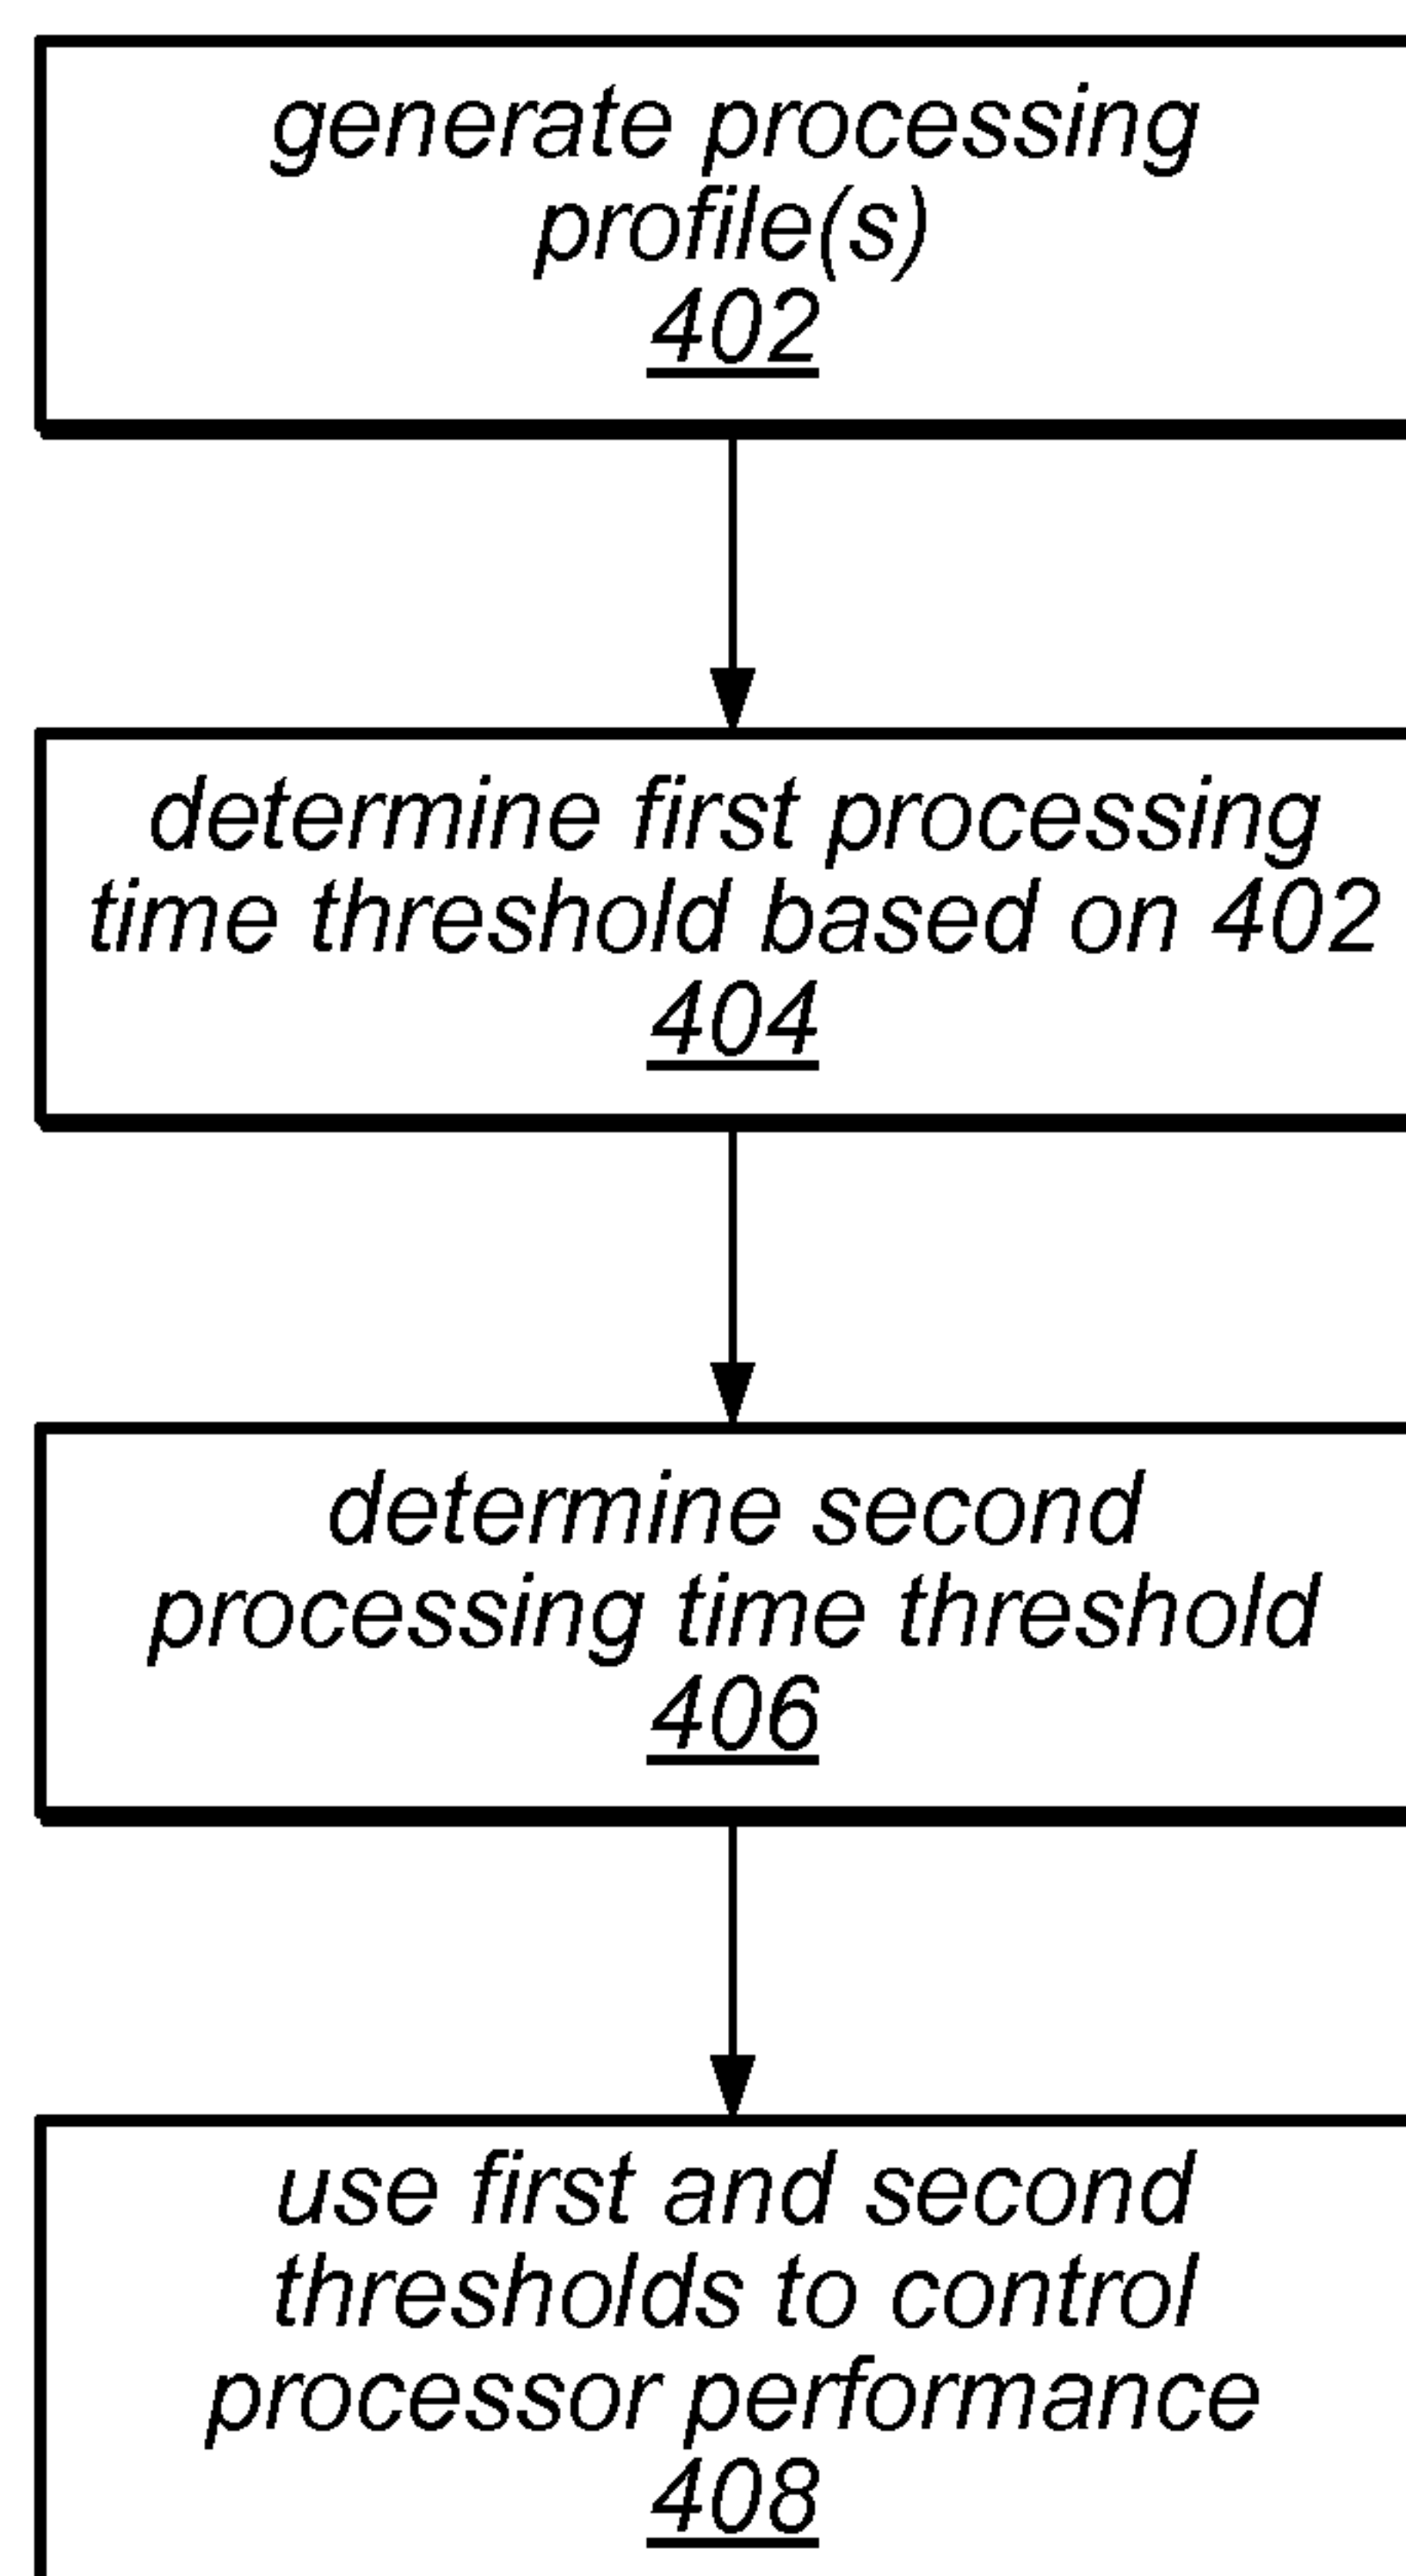 generate processing
profile(s)
402
determine first processing
time threshold based on 402
404
determine second
processing time threshold
406
use first and second
thresholds to control
processor performance
408